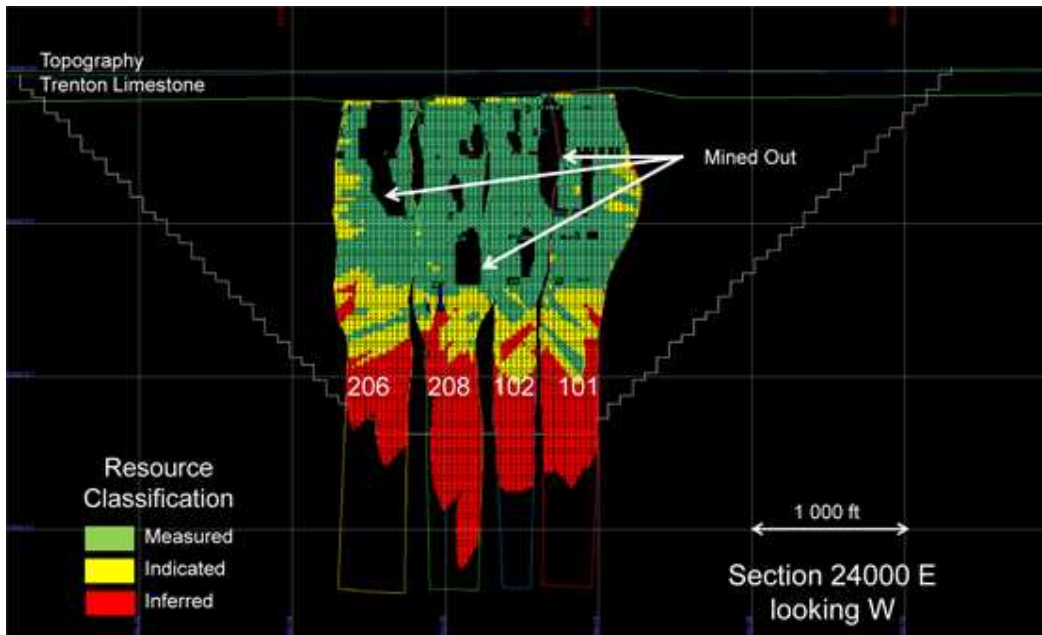 Topography
Trenton Limestone
Mined Out
206
208
102
101
Resource
Classification
Measured
Indicated
Inferred
1 000 ft
Section 24000 E
looking W